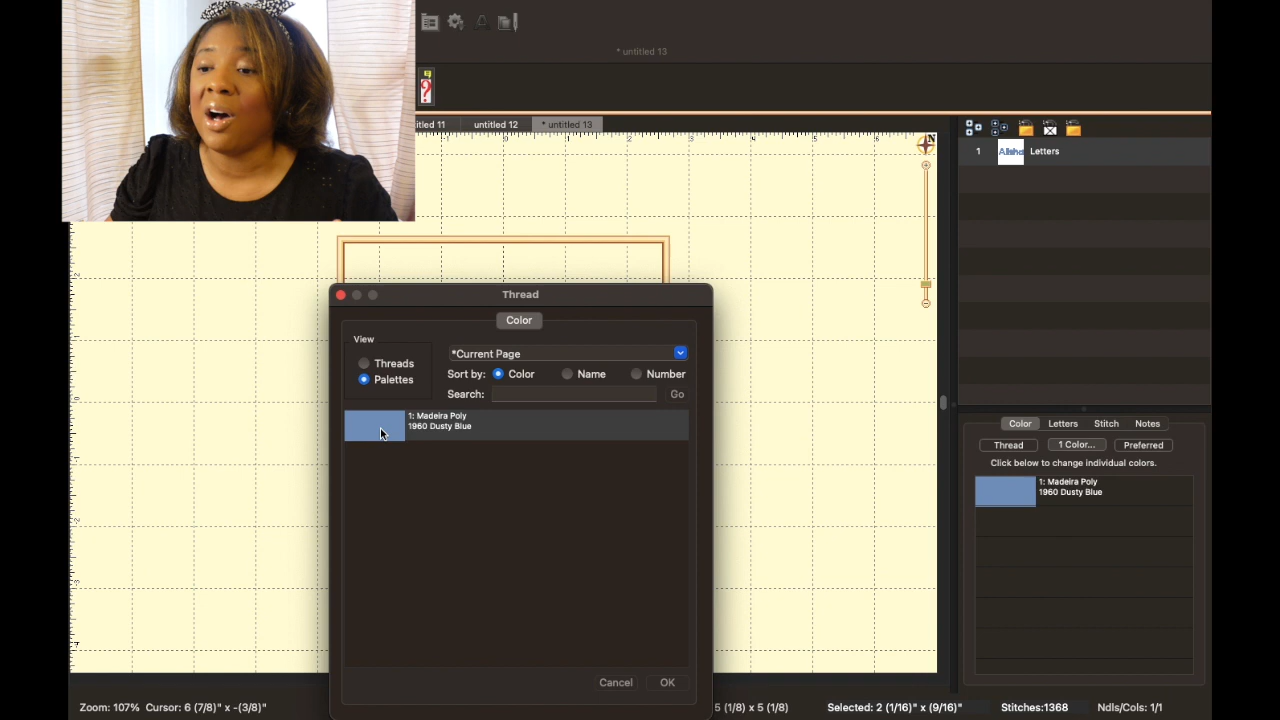 * untitled 13
titled 11
untitled 12
* untitled 13
N
1 Alisha Letters
Thread
Color
View
Threads
Palettes
*Current Page
Sort by: Color Name Number
Search: Go
1: Madeira Poly
1960 Dusty Blue
Cancel OK
Color Letters Stitch Notes
Thread 1 Color... Preferred
Click below to change individual colors.
1: Madeira Poly
1960 Dusty Blue
Zoom: 107% Cursor: 6 (7/8)" x -(3/8)" 5 (1/8) x 5 (1/8) Selected: 2 (1/16)" x (9/16)" Stitches:1368 Ndls/Cols: 1/1